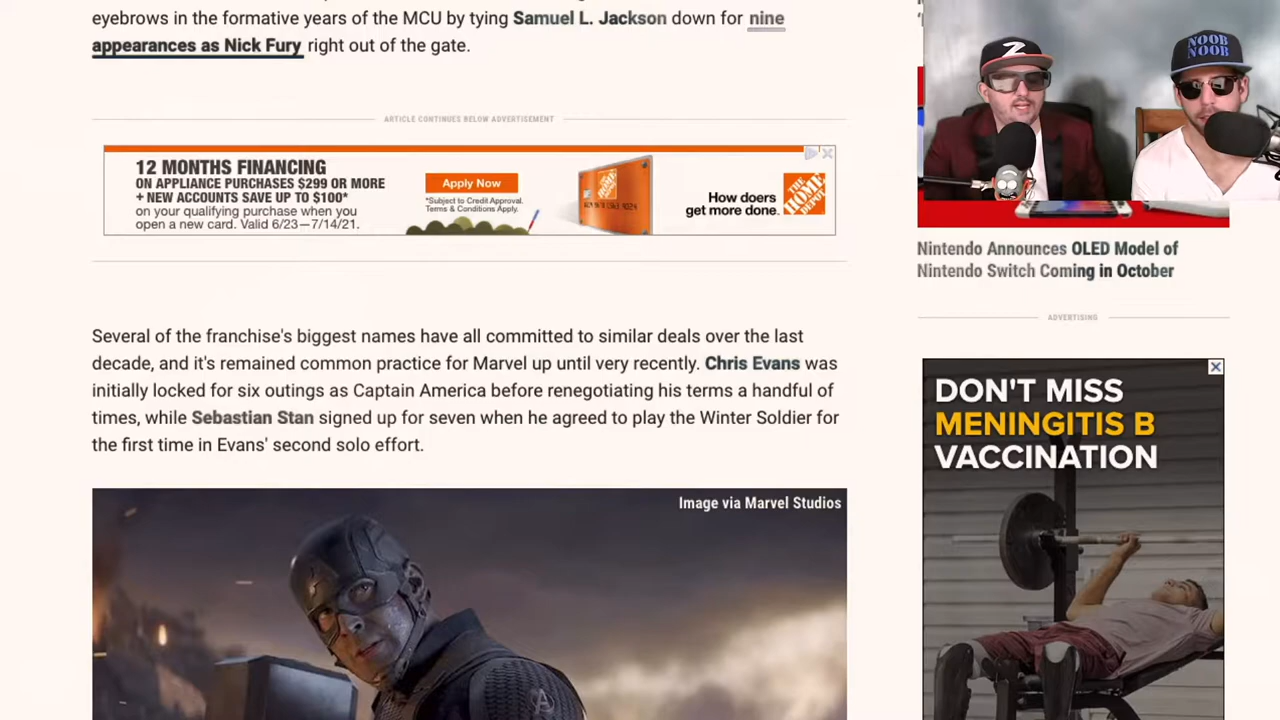 eyebrows in the formative years of the MCU by tying Samuel L. Jackson down for nine
appearances as Nick Fury right out of the gate.
ARTICLE CONTINUES BELOW ADVERTISEMENT
12 MONTHS FINANCING
ON APPLIANCE PURCHASES $299 OR MORE
+ NEW ACCOUNTS SAVE UP TO $100*
on your qualifying purchase when you
open a new card. Valid 6/23—7/14/21.
Apply Now
*Subject to Credit Approval.
Terms & Conditions Apply.
How doers
get more done.
THE HOME DEPOT
Several of the franchise's biggest names have all committed to similar deals over the last
decade, and it's remained common practice for Marvel up until very recently. Chris Evans was
initially locked for six outings as Captain America before renegotiating his terms a handful of
times, while Sebastian Stan signed up for seven when he agreed to play the Winter Soldier for
the first time in Evans' second solo effort.
Image via Marvel Studios
A
Z
NOOB
NOOB
Nintendo Announces OLED Model of
Nintendo Switch Coming in October
ADVERTISING
DON'T MISS
MENINGITIS B
VACCINATION